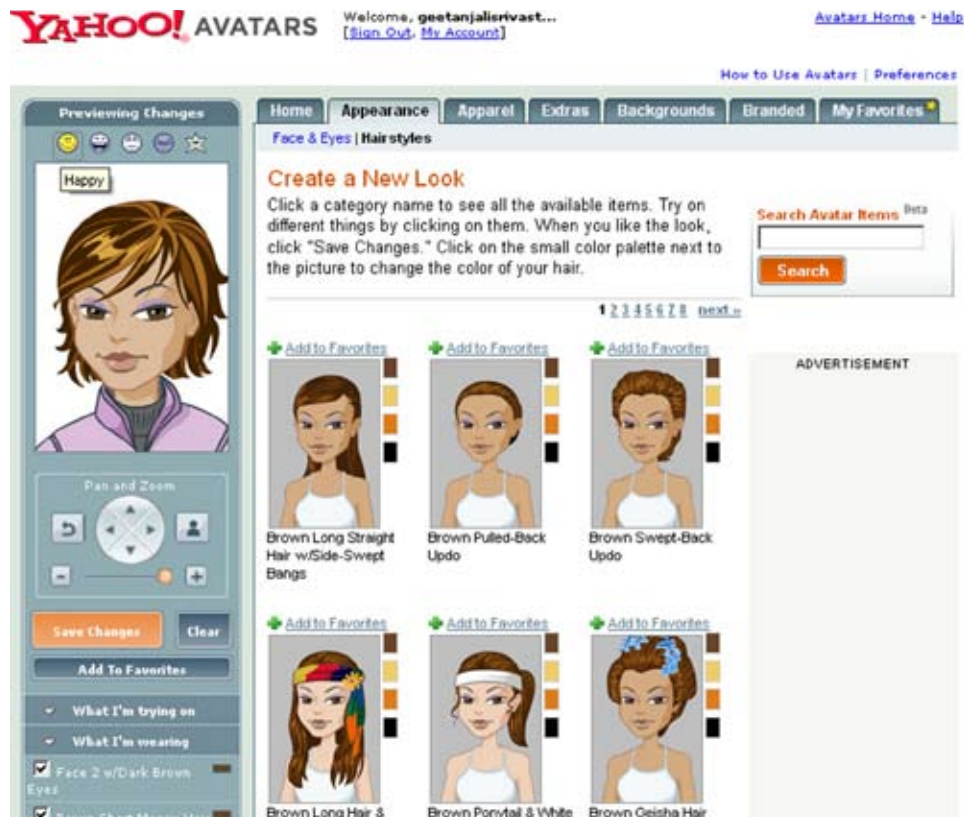 YAHOO! AVATARS
Welcome, geetanjalisrivast...
[Sign Out, My Account]
Avatars Home - Help
How to Use Avatars | Preferences
Previewing Changes
Happy
Pan and Zoom
Save Changes
Clear
Add To Favorites
What I'm trying on
What I'm wearing
Face 2 w/Dark Brown
Eyes
Home
Appearance
Apparel
Extras
Backgrounds
Branded
My Favorites
Face & Eyes | Hairstyles
Create a New Look
Click a category name to see all the available items. Try on
different things by clicking on them. When you like the look,
click "Save Changes." Click on the small color palette next to
the picture to change the color of your hair.
1 2 3 4 5 6 7 8 next »
Add to Favorites
Add to Favorites
Add to Favorites
Brown Long Straight
Hair w/Side-Swept
Bangs
Brown Pulled-Back
Updo
Brown Swept-Back
Updo
Add to Favorites
Add to Favorites
Add to Favorites
Brown Long Hair &
Brown Ponytail & White
Brown Geisha Hair
Search Avatar Items Beta
Search
ADVERTISEMENT